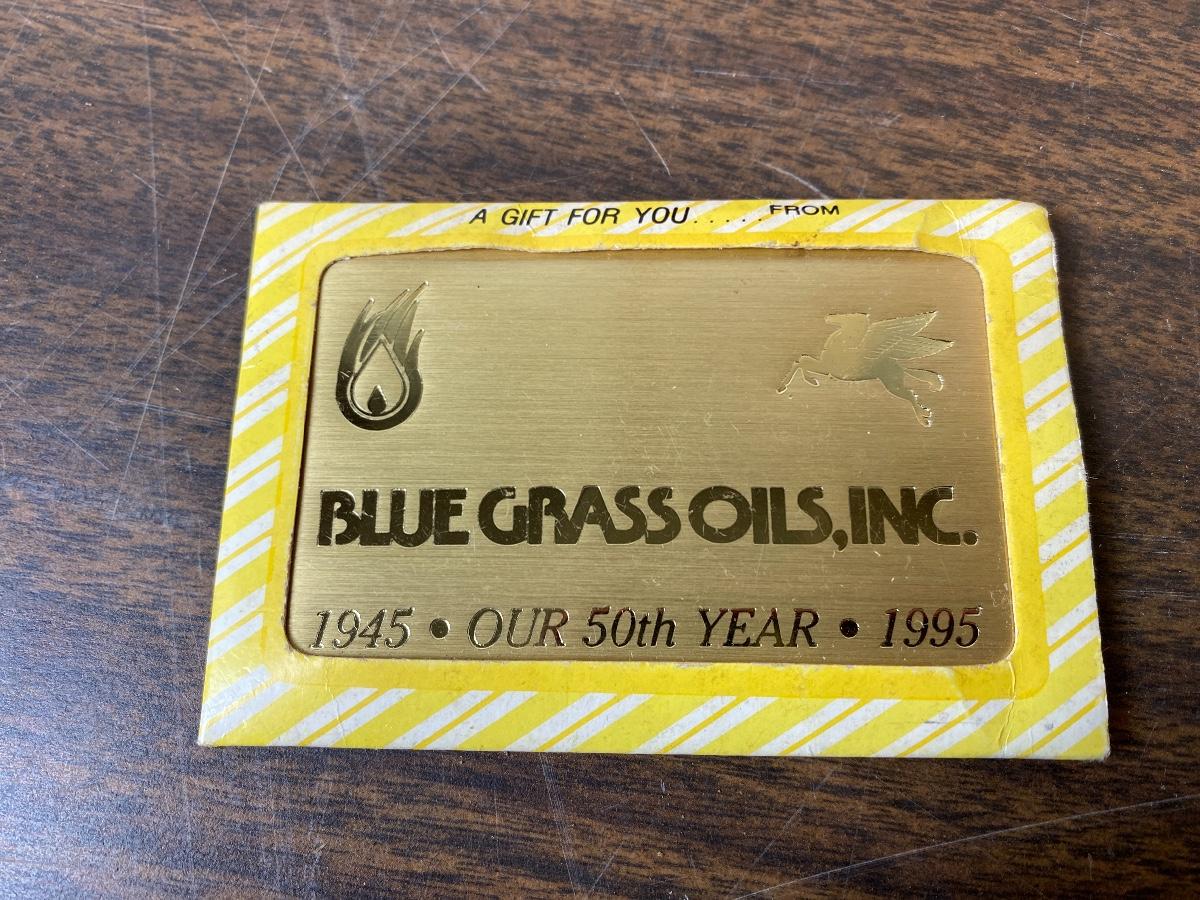 A GIFT FOR YOU.....FROM
BLUE GRASS OILS, INC.
1945 • OUR 50th YEAR • 1995